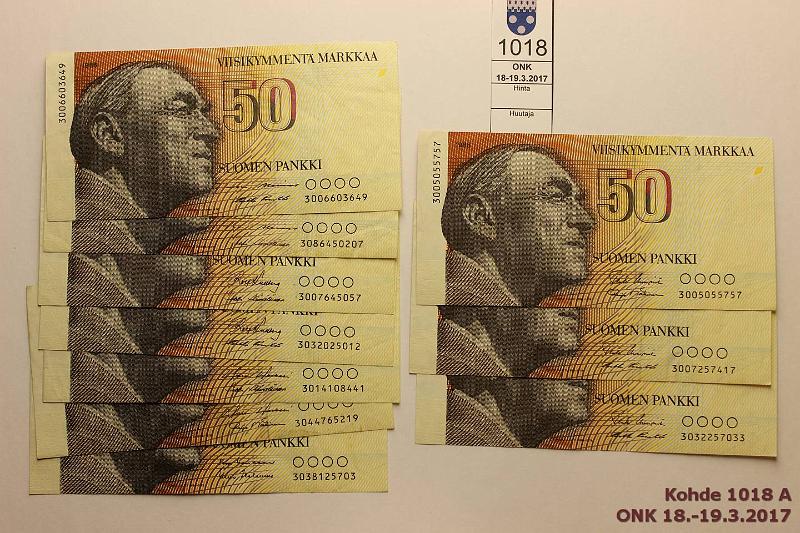 1018
ONK
18-19.3.2017
Hinta
Huutaja
3006603649
VIISIKYMMENTÄ MARKKAA
50
SUOMEN PANKKI
3006603649
3086450207
SUOMEN PANKKI
3007645057
3032025012
3014108441
3044765219
SUOMEN PANKKI
3038125703
3005055757
VIISIKYMMENTÄ MARKKAA
50
SUOMEN PANKKI
3005055757
SUOMEN PANKKI
3007257417
SUOMEN PANKKI
3032257033
Kohde 1018 A
ONK 18.-19.3.2017